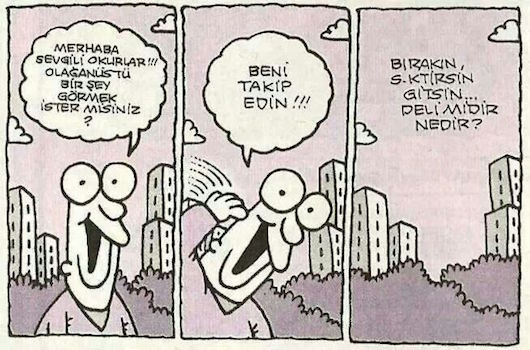 MERHABA
SEVGİLİ OKURLAR!!!
OLAĞANÜSTÜ
BİR ŞEY
GÖRMEK
İSTER MİSİNİZ
?
BENİ
TAKİP
EDİN!!!
BIRAKIN,
S.KTİRSİN
GİTSİN...
DELİ MİDİR
NEDİR?